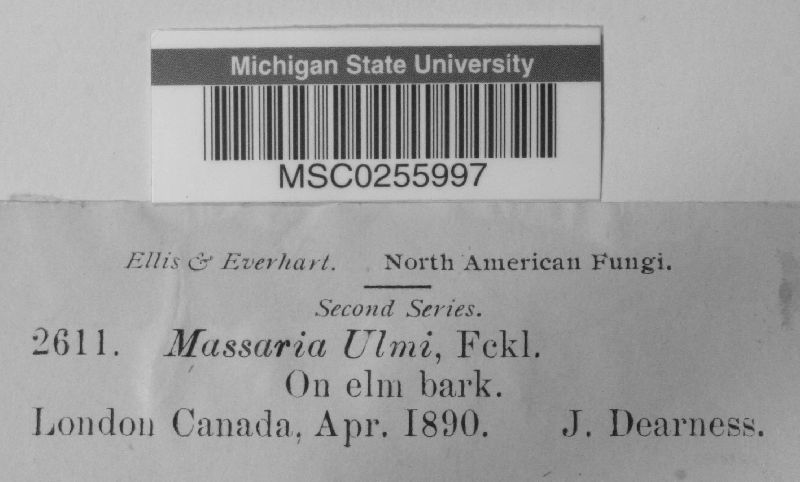 Michigan State University
MSC0255997
Ellis & Everhart. North American Fungi.
Second Series.
2611. Massaria Ulmi, Fckl.
On elm bark.
London Canada, Apr. 1890. J. Dearness.